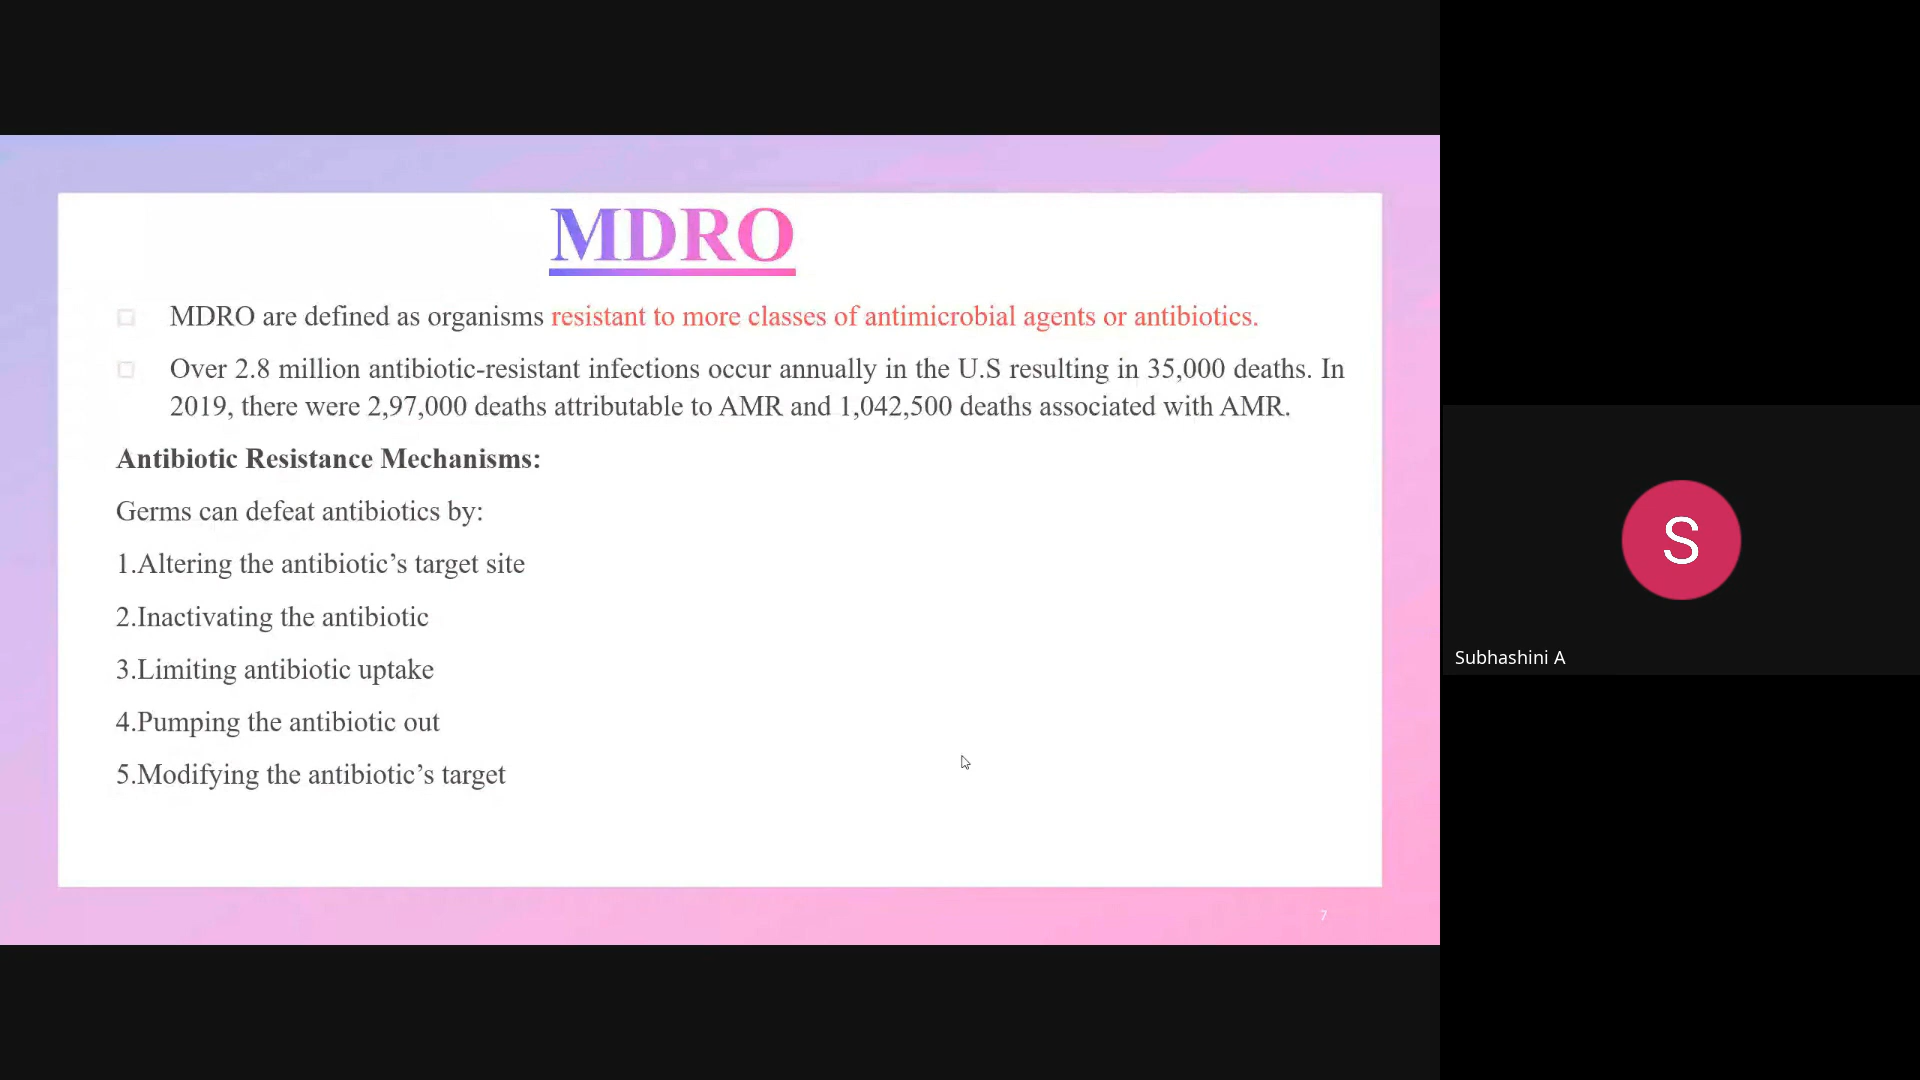 MDRO
MDRO are defined as organisms resistant to more classes of antimicrobial agents or antibiotics.
Over 2.8 million antibiotic-resistant infections occur annually in the U.S resulting in 35,000 deaths. In
2019, there were 2,97,000 deaths attributable to AMR and 1,042,500 deaths associated with AMR.
Antibiotic Resistance Mechanisms:
Germs can defeat antibiotics by:
1.Altering the antibiotic’s target site
2.Inactivating the antibiotic
3.Limiting antibiotic uptake
4.Pumping the antibiotic out
5.Modifying the antibiotic’s target
7
S
Subhashini A